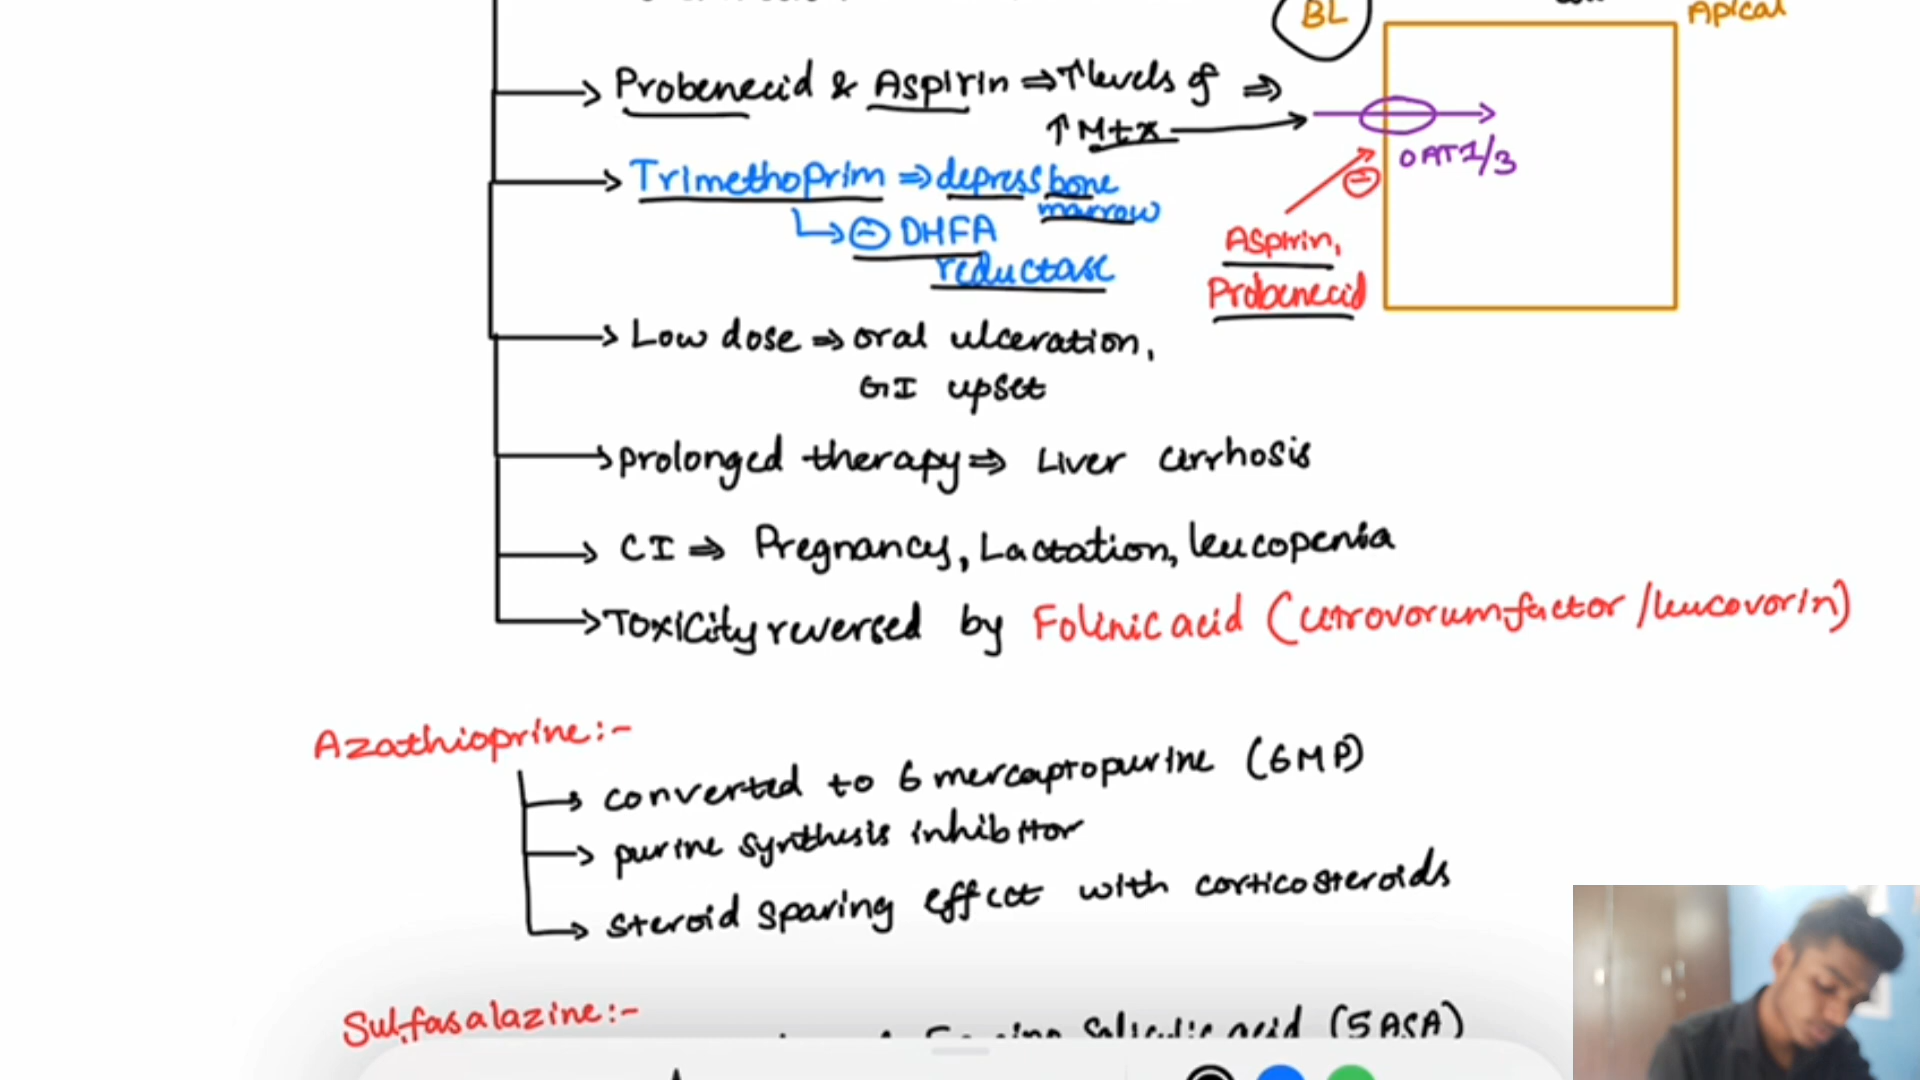 BL
Apical
Probenecid & Aspirin ⇒ ↑ levels of ⇒
↑ Mtx
OAT1/3
Trimethoprim ⇒ depress bone
marrow
⊖ DHFA
reductase
⊖
Aspirin,
Probenecid
Low dose ⇒ oral ulceration,
GI upset
Prolonged therapy ⇒ Liver cirrhosis
CI ⇒ Pregnancy, Lactation, leucopenia
Toxicity reversed by Folinic acid (citrovorum factor / leucovorin)
Azathioprine:-
converted to 6 mercaptopurine (6MP)
purine synthesis inhibitor
steroid sparing effect with corticosteroids
Sulfasalazine:-
Salicylic acid (5ASA)